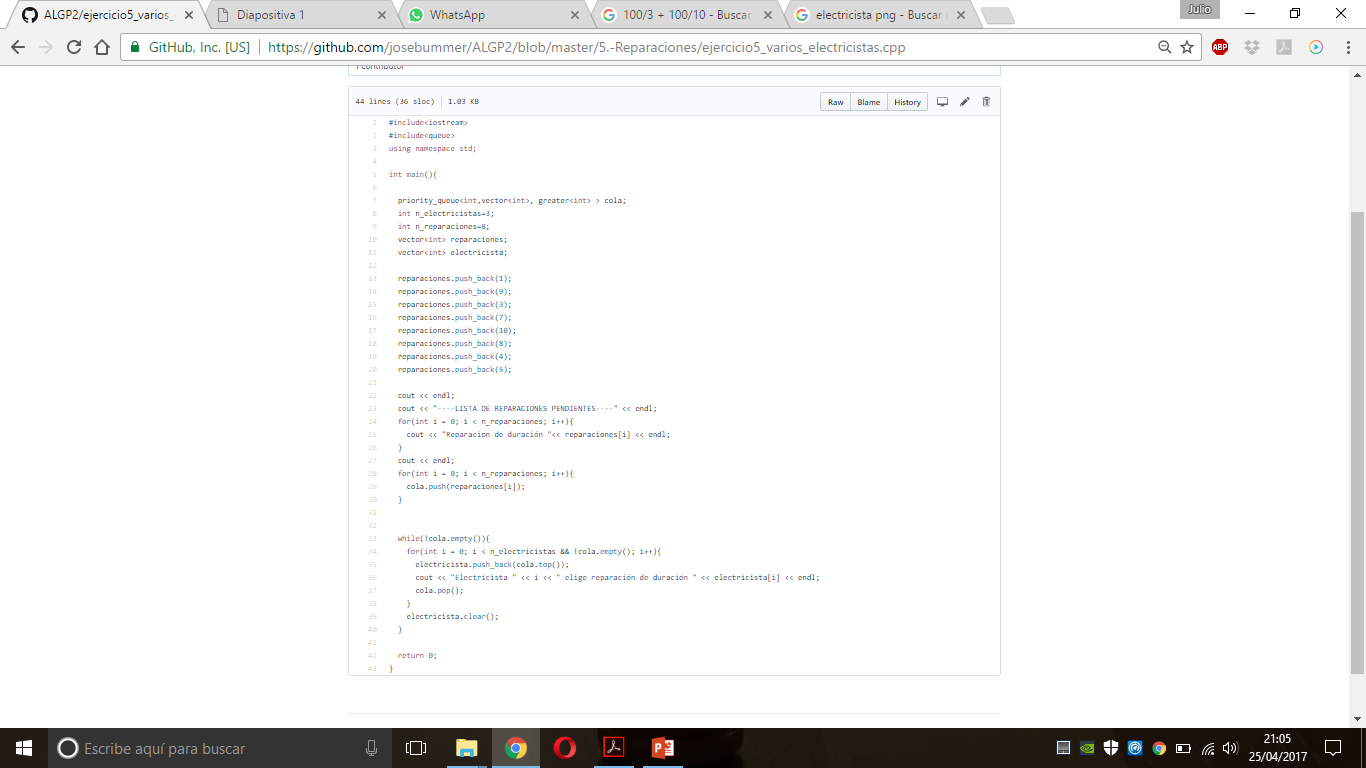 Julio
ALGP2/ejercicio5_varios_
Diapositiva 1
WhatsApp
100/3 + 100/10 - Buscar
electricista png - Buscar
GitHub, Inc. [US]
https://github.com/josebummer/ALGP2/blob/master/5.-Reparaciones/ejercicio5_varios_electricistas.cpp
ABP
1 contributor
44 lines (36 sloc)
1.03 KB
Raw
Blame
History
1 #include<iostream>
2 #include<queue>
3 using namespace std;
4
5 int main(){
6
7 priority_queue<int,vector<int>, greater<int> > cola;
8 int n_electricistas=3;
9 int n_reparaciones=8;
10 vector<int> reparaciones;
11 vector<int> electricista;
12
13 reparaciones.push_back(1);
14 reparaciones.push_back(9);
15 reparaciones.push_back(3);
16 reparaciones.push_back(7);
17 reparaciones.push_back(10);
18 reparaciones.push_back(8);
19 reparaciones.push_back(4);
20 reparaciones.push_back(5);
21
22 cout << endl;
23 cout << "----LISTA DE REPARACIONES PENDIENTES----" << endl;
24 for(int i = 0; i < n_reparaciones; i++){
25 cout << "Reparacion de duración "<< reparaciones[i] << endl;
26 }
27 cout << endl;
28 for(int i = 0; i < n_reparaciones; i++){
29 cola.push(reparaciones[i]);
30 }
31
32
33 while(!cola.empty()){
34 for(int i = 0; i < n_electricistas && !cola.empty(); i++){
35 electricista.push_back(cola.top());
36 cout << "Electricista " << i << " elige reparación de duración " << electricista[i] << endl;
37 cola.pop();
38 }
39 electricista.clear();
40 }
41
42 return 0;
43 }
Escribe aquí para buscar
21:05
25/04/2017